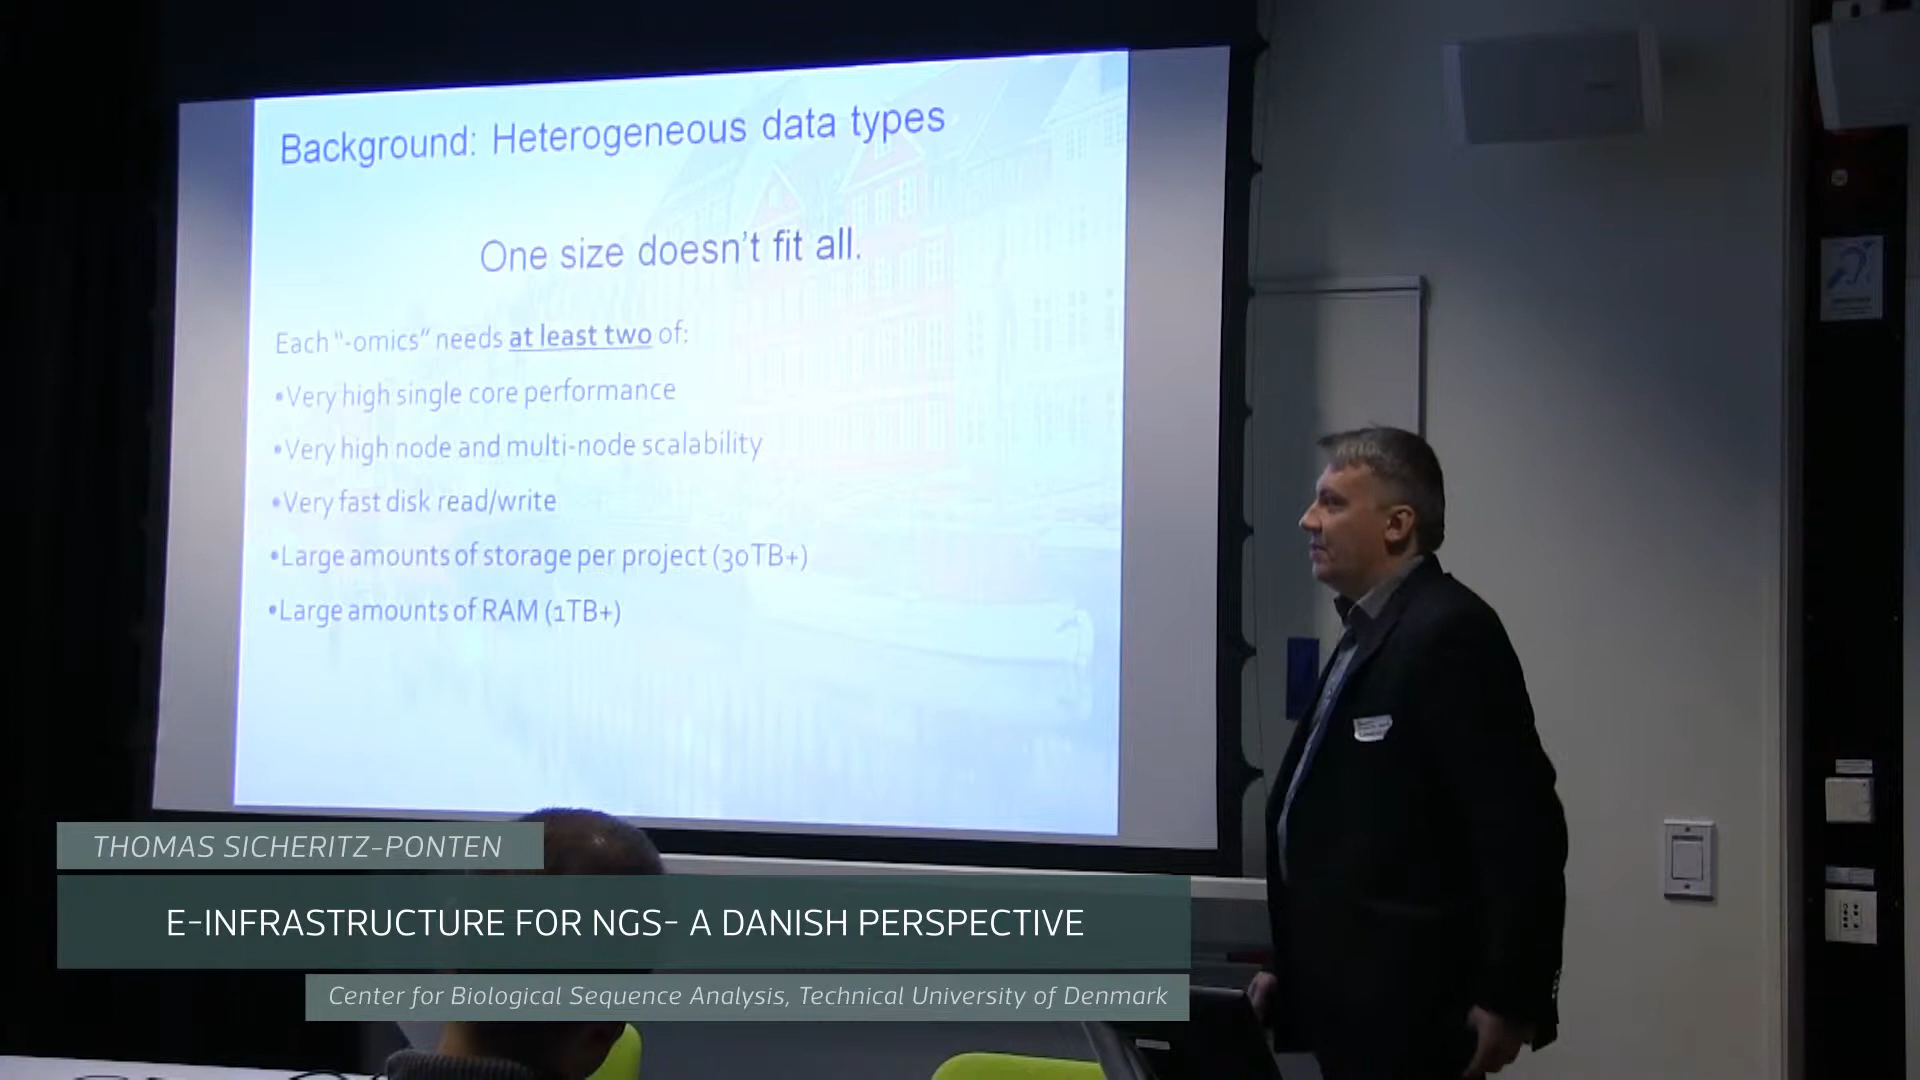 Background: Heterogeneous data types
One size doesn't fit all.
Each "-omics" needs at least two of:
•Very high single core performance
•Very high node and multi-node scalability
•Very fast disk read/write
•Large amounts of storage per project (30TB+)
•Large amounts of RAM (1TB+)
THOMAS SICHERITZ-PONTEN
E-INFRASTRUCTURE FOR NGS- A DANISH PERSPECTIVE
Center for Biological Sequence Analysis, Technical University of Denmark